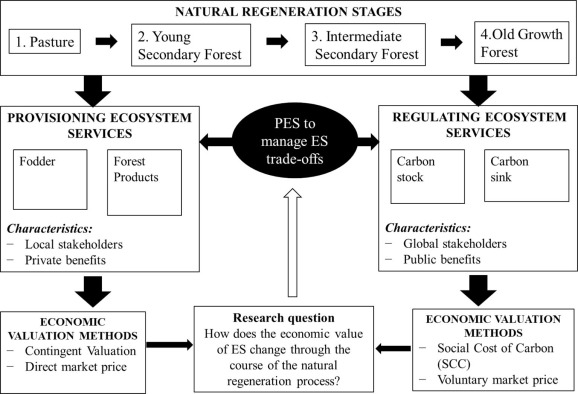 NATURAL REGENERATION STAGES
1. Pasture
2. Young
Secondary Forest
3. Intermediate
Secondary Forest
4.Old Growth
Forest
PROVISIONING ECOSYSTEM
SERVICES
Fodder
Forest
Products
Characteristics:
− Local stakeholders
− Private benefits
PES to
manage ES
trade-offs
REGULATING ECOSYSTEM
SERVICES
Carbon
stock
Carbon
sink
Characteristics:
− Global stakeholders
− Public benefits
ECONOMIC
VALUATION METHODS
− Contingent Valuation
− Direct market price
Research question
How does the economic value
of ES change through the
course of the natural
regeneration process?
ECONOMIC VALUATION
METHODS
− Social Cost of Carbon
(SCC)
− Voluntary market price